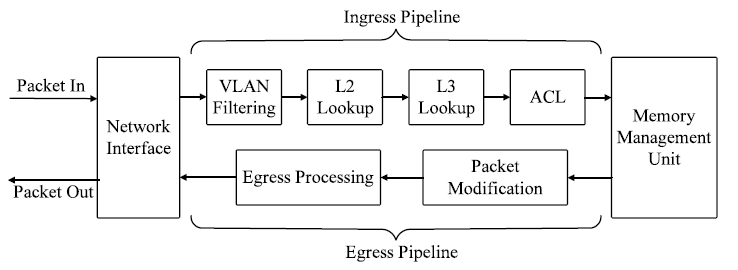 Ingress Pipeline
Packet In
VLAN
Filtering
L2
Lookup
L3
Lookup
ACL
Network
Interface
Memory
Management
Unit
Egress Processing
Packet
Modification
Packet Out
Egress Pipeline